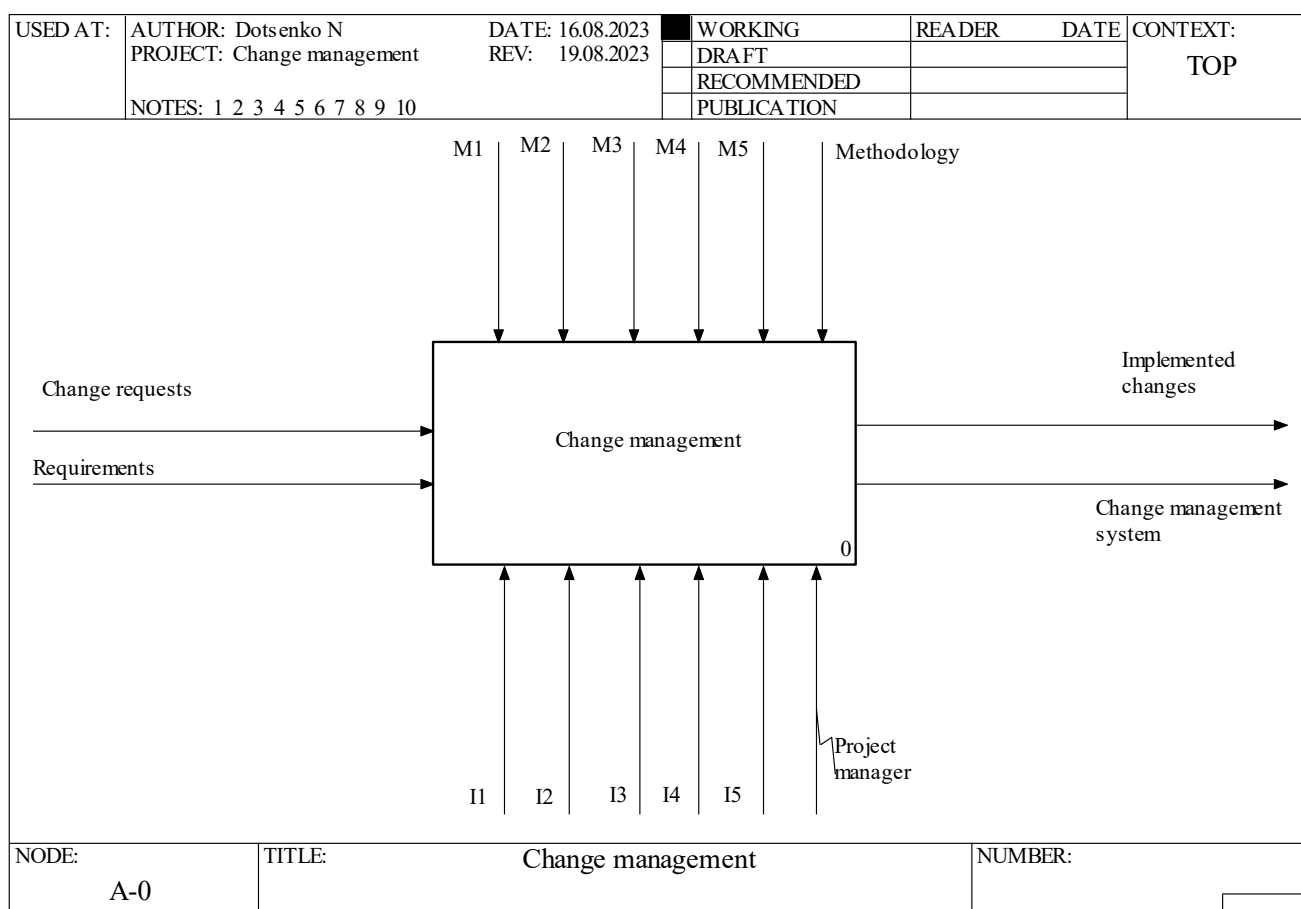 USED AT:
AUTHOR: Dotsenko N
DATE: 16.08.2023
PROJECT: Change management
REV: 19.08.2023
NOTES: 1 2 3 4 5 6 7 8 9 10
WORKING
DRAFT
RECOMMENDED
PUBLICATION
READER
DATE
CONTEXT:
TOP
M1
M2
M3
M4
M5
Methodology
Change requests
Requirements
Change management
0
Implemented
changes
Change management
system
Project
manager
I1
I2
I3
I4
I5
NODE:
A-0
TITLE:
Change management
NUMBER: